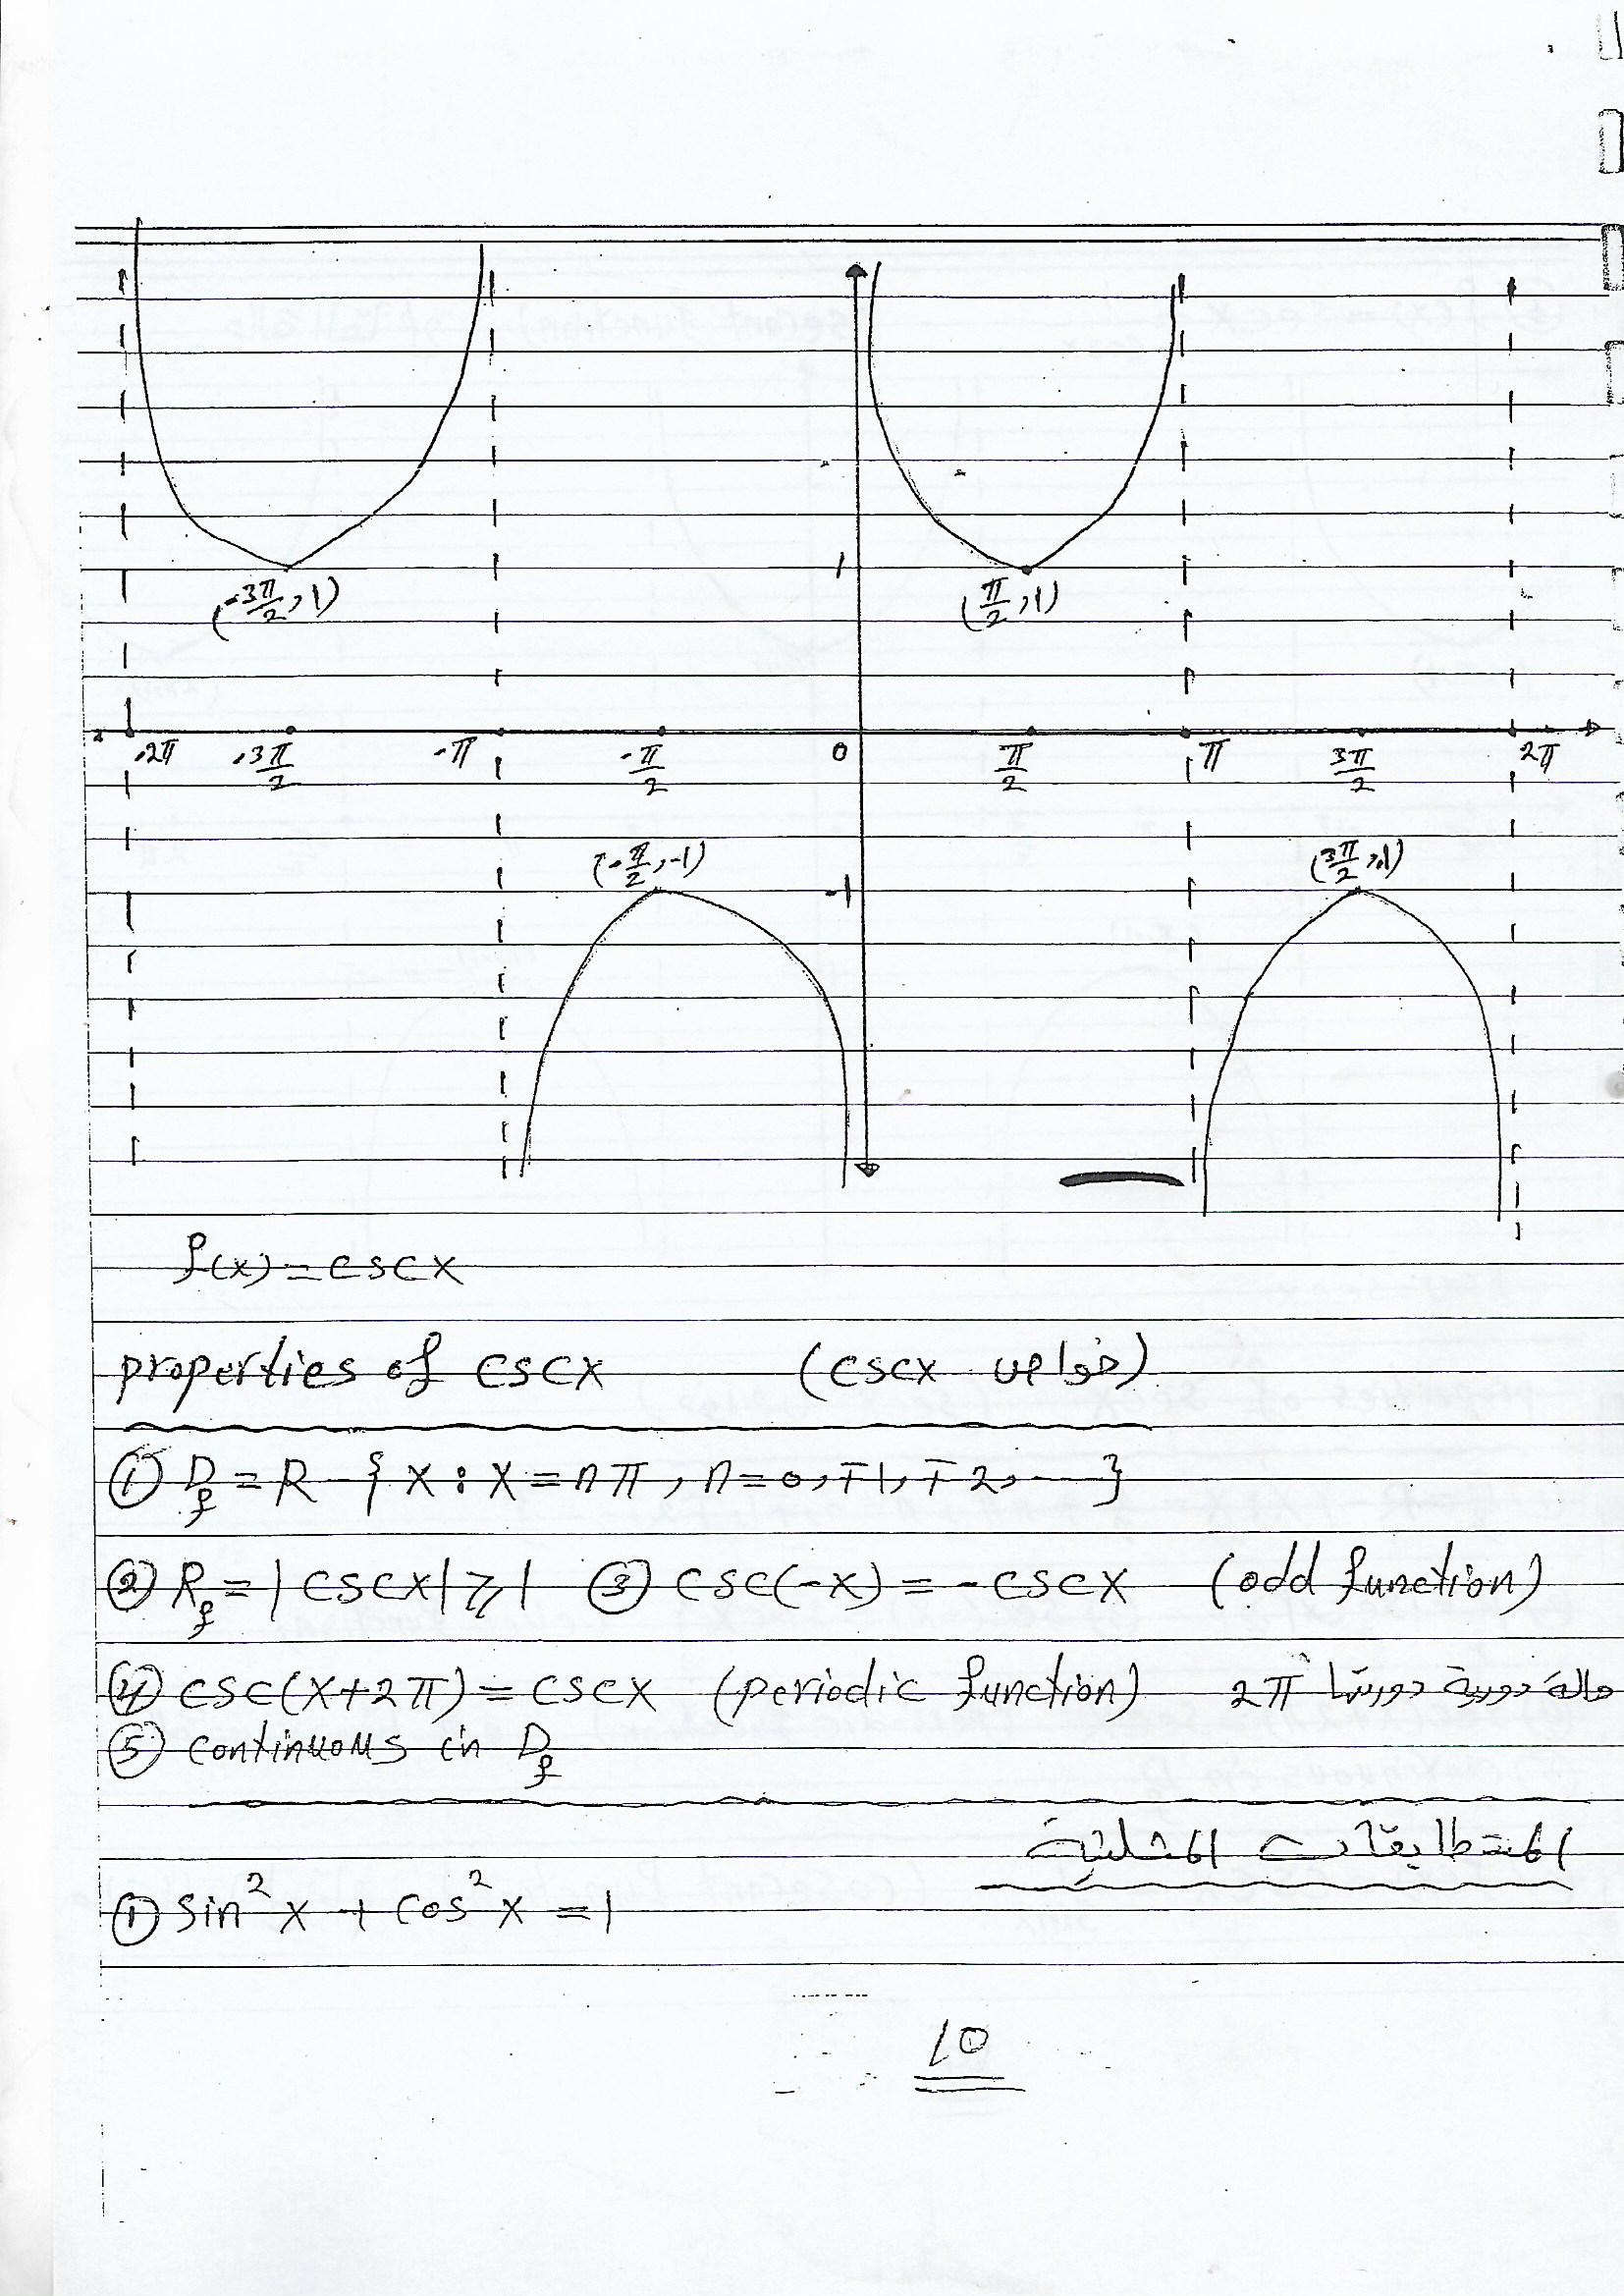 (-3π/2, 1) (π/2, 1)
1
-2π -3π/2 -π -π/2 0 π/2 π 3π/2 2π
(-π/2, -1) -1 (3π/2, -1)
f(x) = cscx
properties of cscx (خواص cscx)
① D_f = R - { x : x = nπ, n = 0, ∓1, ∓2, ---- }
② R_f = |cscx| ≥ 1 ③ csc(-x) = -cscx (odd function)
④ csc(x+2π) = cscx (periodic function) دالة دورية دورتها 2π
⑤ continuous in D_f
المتطابقات المثلثية
① sin²x + cos²x = 1
10